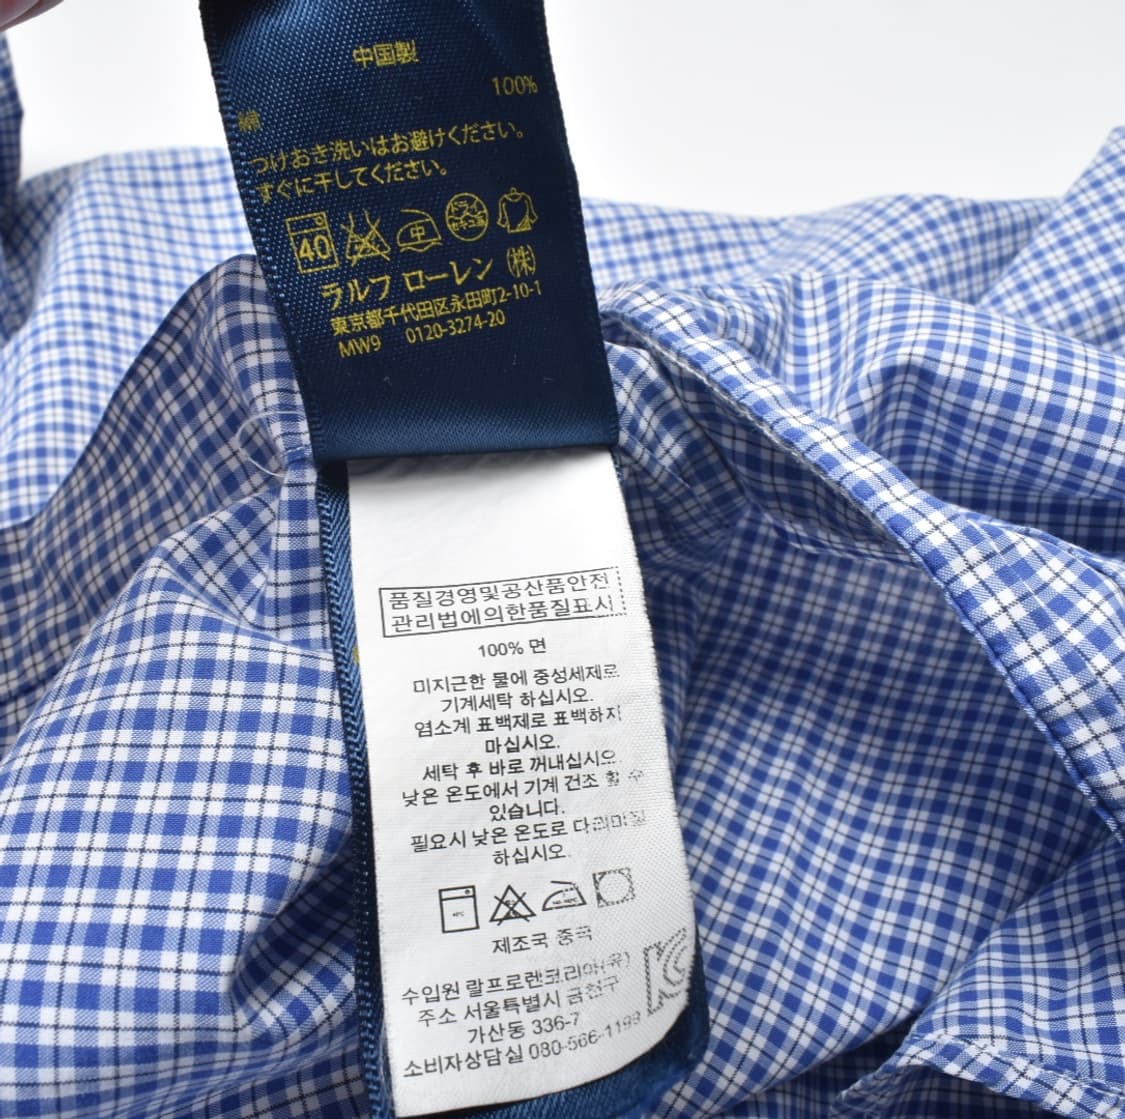 中国製
綿 100%
つけおき洗いはお避けください。
すぐに干してください。
40 中 ドライ セキユ系
ラルフ ローレン (株)
東京都千代田区永田町2-10-1
MW9 0120-3274-20
품질경영및공산품안전
관리법에의한품질표시
100% 면
미지근한 물에 중성세제로
기계세탁 하십시오.
염소계 표백제로 표백하지
마십시오.
세탁 후 바로 꺼내십시오.
낮은 온도에서 기계 건조 할 수
있습니다.
필요시 낮은 온도로 다리미질
하십시오.
40℃
제조국 중국
수입원 랄프로렌코리아(유)
주소 서울특별시 금천구
가산동 336-7
소비자상담실 080-566-1199